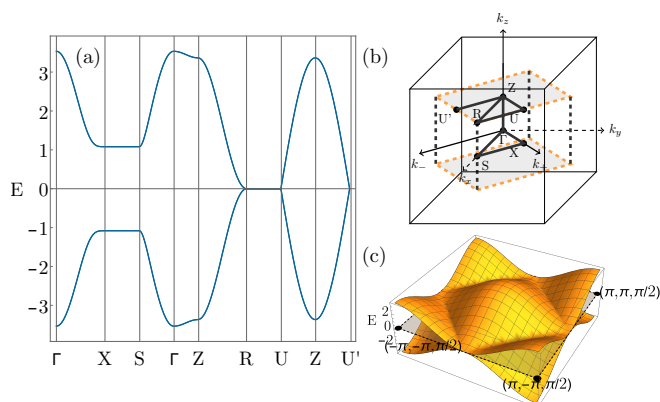 (a)
3
2
1
E 0
-1
-2
-3
Γ X S Γ Z R U Z U'
(b)
k_z
Z
U' R U
Γ
k_y
k_- S X k_+
k_x
(c)
E 2
0
-2
(π,π,π/2)
(-π,-π,π/2)
(π,-π,π/2)